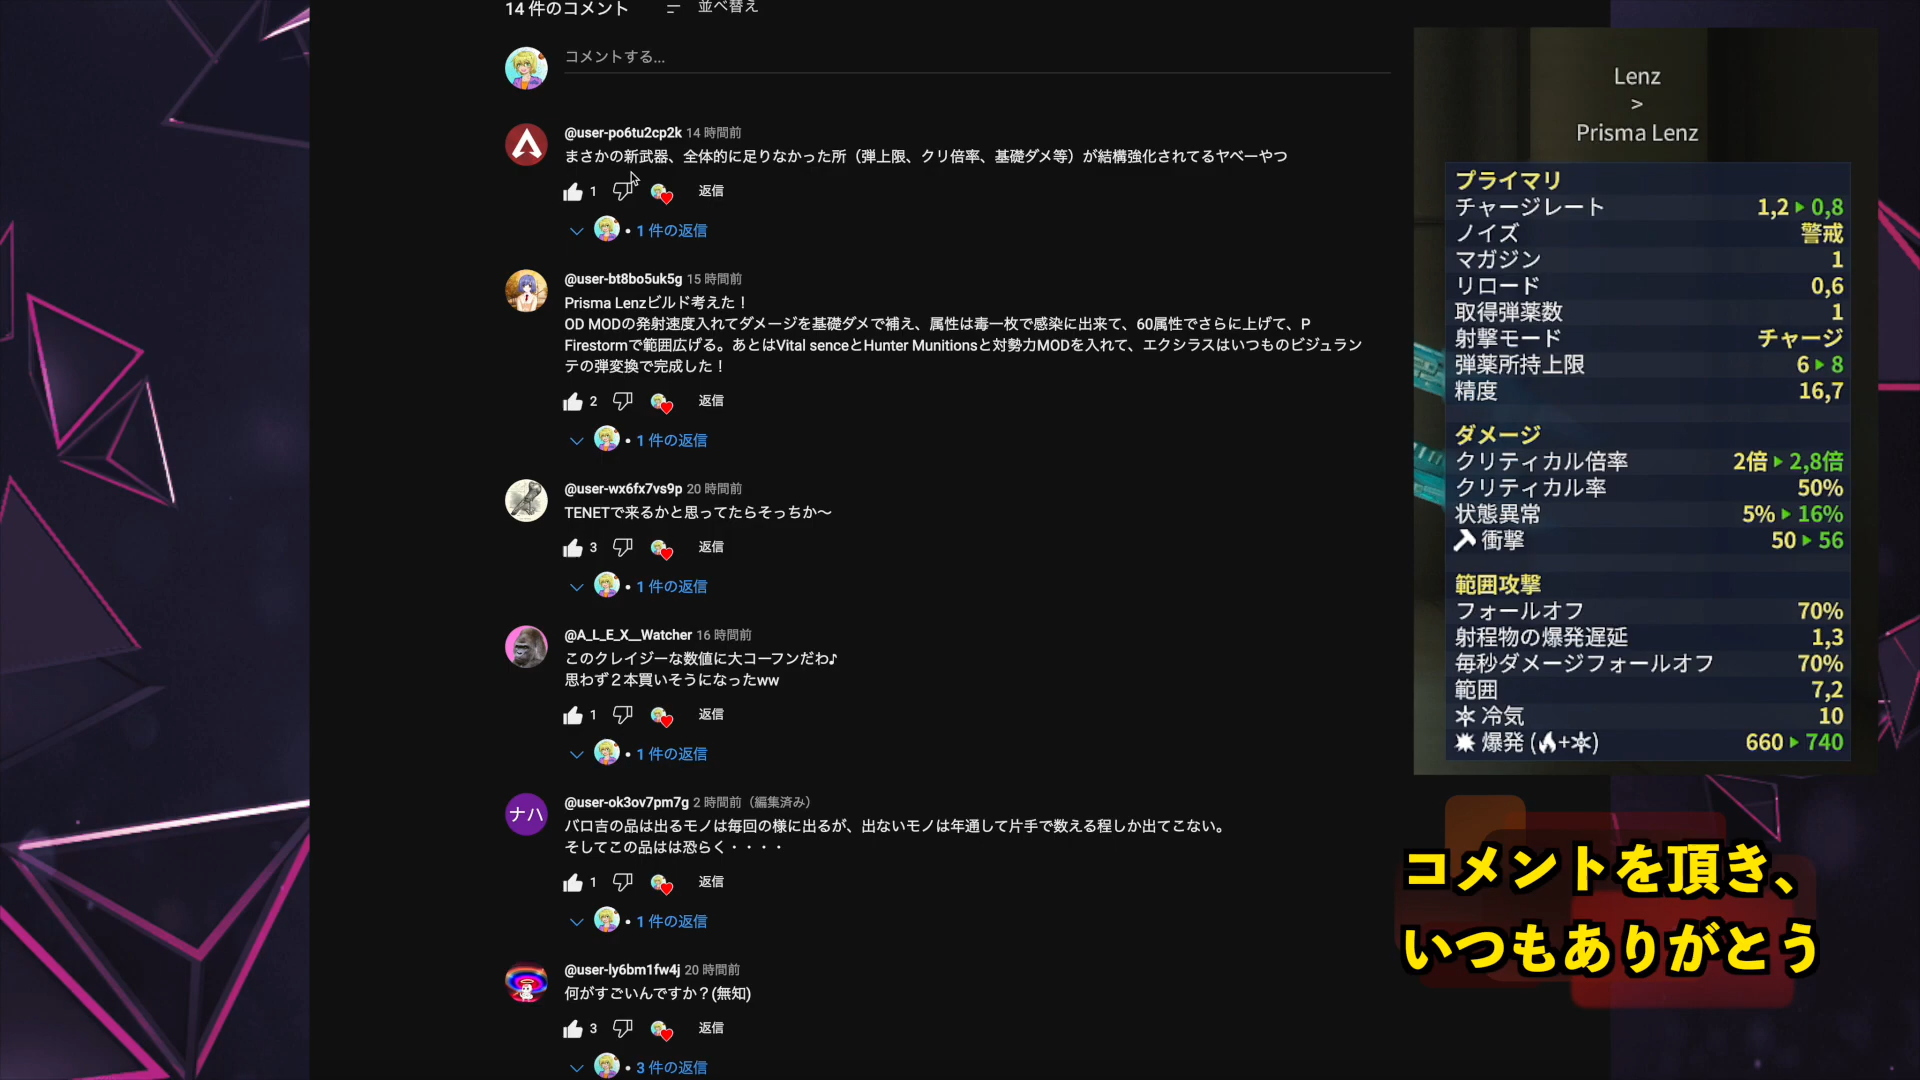 14 件のコメント
並べ替え
コメントする...
@user-po6tu2cp2k 14 時間前
まさかの新武器、全体的に足りなかった所（弾上限、クリ倍率、基礎ダメ等）が結構強化されてるヤベーやつ
1
返信
• 1 件の返信
@user-bt8bo5uk5g 15 時間前
Prisma Lenzビルド考えた！
OD MODの発射速度入れてダメージを基礎ダメで補え、属性は毒一枚で感染に出来て、60属性でさらに上げて、P
Firestormで範囲広げる。あとはVital senceとHunter Munitionsと対勢力MODを入れて、エクシラスはいつものビジュラン
テの弾変換で完成した！
2
返信
• 1 件の返信
@user-wx6fx7vs9p 20 時間前
TENETで来るかと思ってたらそっちか〜
3
返信
• 1 件の返信
@A_L_E_X__Watcher 16 時間前
このクレイジーな数値に大コーフンだわ♪
思わず２本買いそうになったww
1
返信
• 1 件の返信
ナハ
@user-ok3ov7pm7g 2 時間前（編集済み）
バロ吉の品は出るモノは毎回の様に出るが、出ないモノは年通して片手で数える程しか出てこない。
そしてこの品はは恐らく・・・・
1
返信
• 1 件の返信
@user-ly6bm1fw4j 20 時間前
何がすごいんですか？(無知)
3
返信
• 3 件の返信
Lenz
>
Prisma Lenz
プライマリ
チャージレート 1,2 ▶ 0,8
ノイズ 警戒
マガジン 1
リロード 0,6
取得弾薬数 1
射撃モード チャージ
弾薬所持上限 6 ▶ 8
精度 16,7
ダメージ
クリティカル倍率 2倍 ▶ 2,8倍
クリティカル率 50%
状態異常 5% ▶ 16%
衝撃 50 ▶ 56
範囲攻撃
フォールオフ 70%
射程物の爆発遅延 1,3
毎秒ダメージフォールオフ 70%
範囲 7,2
冷気 10
爆発 (+) 660 ▶ 740
コメントを頂き、
いつもありがとう